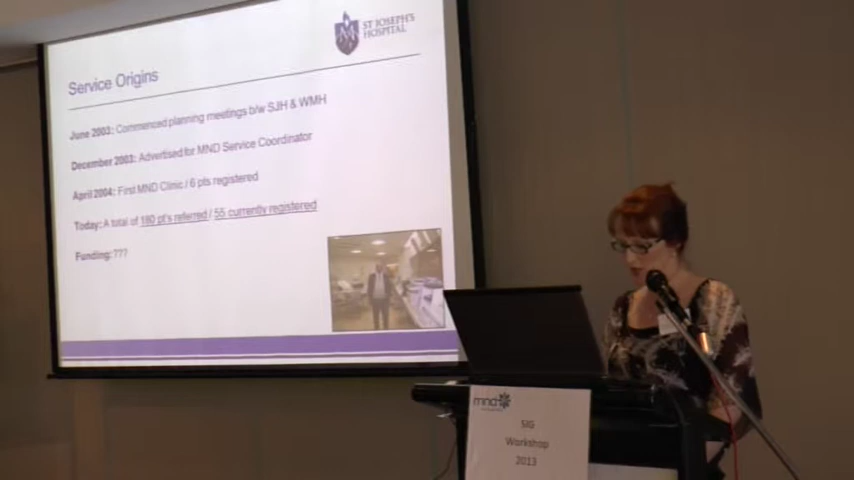 ST JOSEPH'S
HOSPITAL
Service Origins
June 2003: Commenced planning meetings b/w SJH & WMH
December 2003: Advertised for MND Service Coordinator
April 2004: First MND Clinic / 6 pts registered
Today: A total of 180 pt's referred / 55 currently registered
Funding: ???
mnd
SIG
Workshop
2013